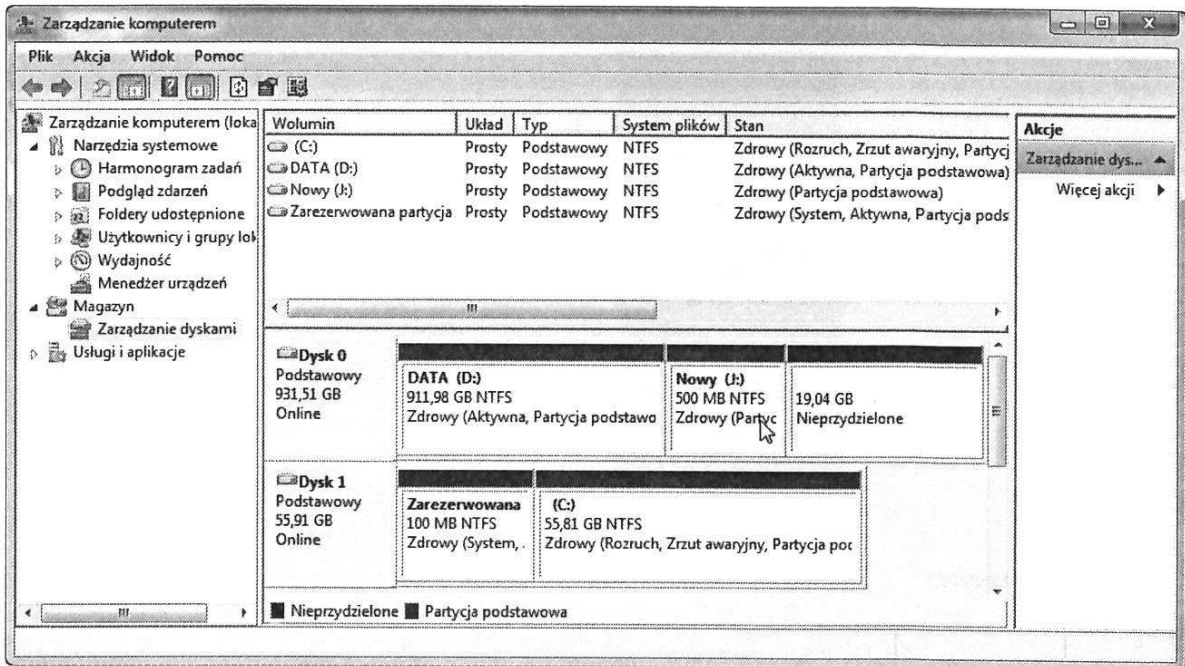 Zarządzanie komputerem
Plik Akcja Widok Pomoc
Zarządzanie komputerem (loka
Narzędzia systemowe
Harmonogram zadań
Podgląd zdarzeń
Foldery udostępnione
Użytkownicy i grupy lok
Wydajność
Menedżer urządzeń
Magazyn
Zarządzanie dyskami
Usługi i aplikacje
Wolumin Układ Typ System plików Stan
(C:) Prosty Podstawowy NTFS Zdrowy (Rozruch, Zrzut awaryjny, Partycj
DATA (D:) Prosty Podstawowy NTFS Zdrowy (Aktywna, Partycja podstawowa)
Nowy (J:) Prosty Podstawowy NTFS Zdrowy (Partycja podstawowa)
Zarezerwowana partycja Prosty Podstawowy NTFS Zdrowy (System, Aktywna, Partycja pods
Dysk 0
Podstawowy
931,51 GB
Online
DATA (D:)
911,98 GB NTFS
Zdrowy (Aktywna, Partycja podstawo
Nowy (J:)
500 MB NTFS
Zdrowy (Partyc
19,04 GB
Nieprzydzielone
Dysk 1
Podstawowy
55,91 GB
Online
Zarezerwowana
100 MB NTFS
Zdrowy (System, .
(C:)
55,81 GB NTFS
Zdrowy (Rozruch, Zrzut awaryjny, Partycja poc
Nieprzydzielone Partycja podstawowa
Akcje
Zarządzanie dys...
Więcej akcji